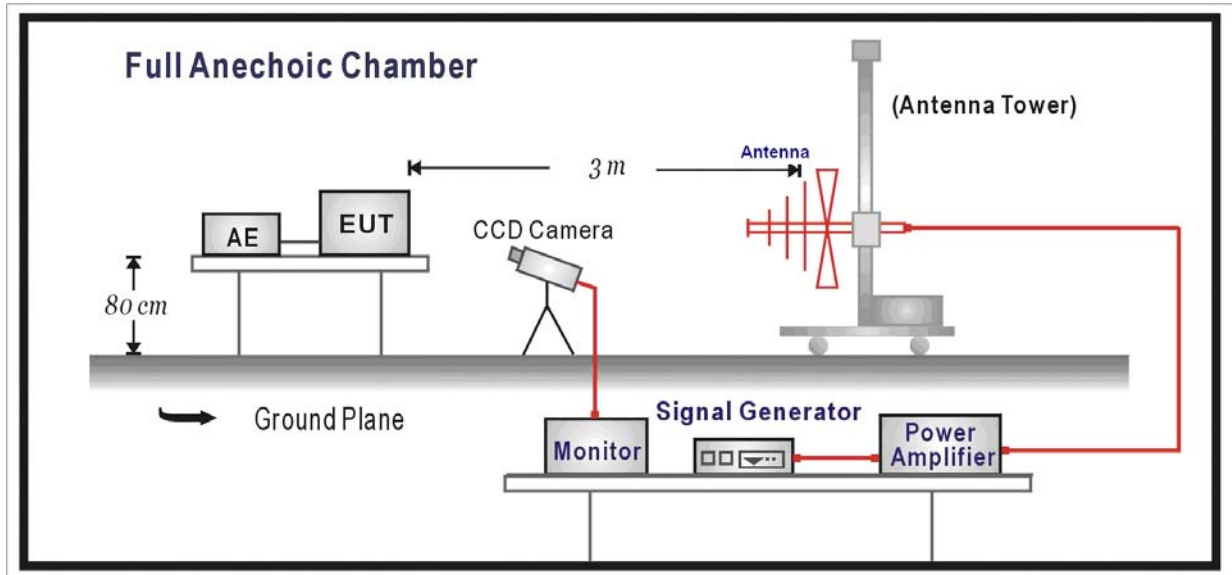 Full Anechoic Chamber
(Antenna Tower)
Antenna
3 m
AE
EUT
CCD Camera
80 cm
Ground Plane
Signal Generator
Monitor
Power
Amplifier